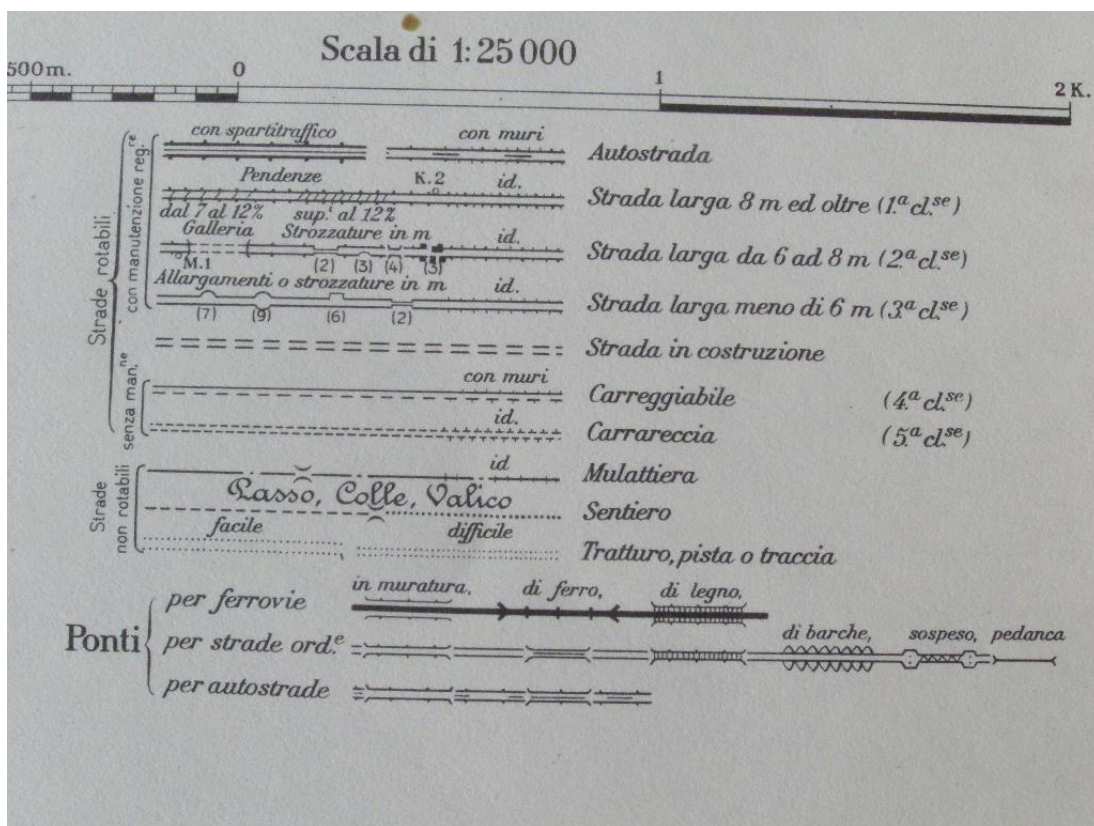 Scala di 1:25 000
500 m. 0 1 2 K.
Strade rotabili
con manutenzione reg.re
con spartitraffico con muri Autostrada
Pendenze K.2 id. Strada larga 8 m ed oltre (1.a cl.se)
dal 7 al 12% sup. al 12%
Galleria Strozzature in m id. Strada larga da 6 ad 8 m (2.a cl.se)
M.1 (2) (3) (4) (3)
Allargamenti o strozzature in m id. Strada larga meno di 6 m (3.a cl.se)
(7) (9) (6) (2)
Strada in costruzione
senza man.ne
con muri Carreggiabile (4.a cl.se)
id. Carrareccia (5.a cl.se)
Strade non rotabili
id Mulattiera
Passo, Colle, Valico
Sentiero
facile difficile
Tratturo, pista o traccia
Ponti
in muratura, di ferro, di legno,
per ferrovie
di barche, sospeso, pedanca
per strade ord.e
per autostrade